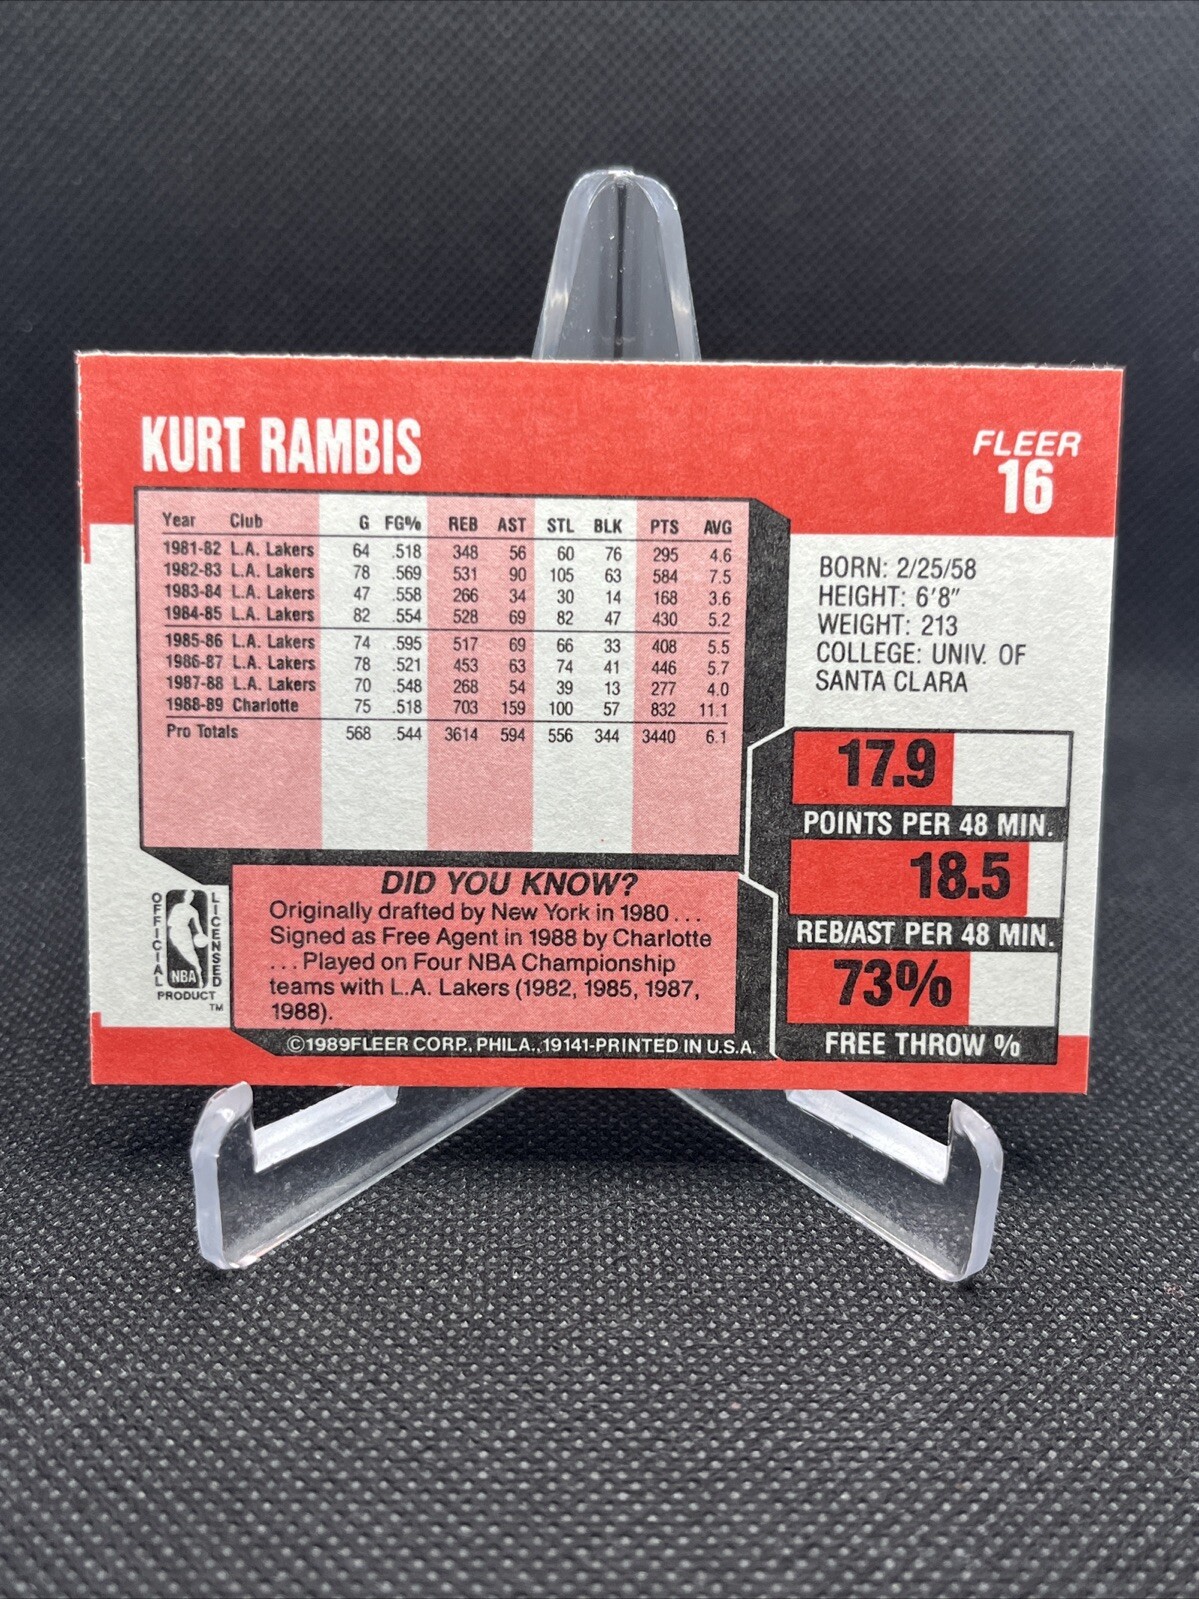 KURT RAMBIS
FLEER
16
Year Club G FG% REB AST STL BLK PTS AVG
1981-82 L.A. Lakers 64 .518 348 56 60 76 295 4.6
1982-83 L.A. Lakers 78 .569 531 90 105 63 584 7.5
1983-84 L.A. Lakers 47 .558 266 34 30 14 168 3.6
1984-85 L.A. Lakers 82 .554 528 69 82 47 430 5.2
1985-86 L.A. Lakers 74 .595 517 69 66 33 408 5.5
1986-87 L.A. Lakers 78 .521 453 63 74 41 446 5.7
1987-88 L.A. Lakers 70 .548 268 54 39 13 277 4.0
1988-89 Charlotte 75 .518 703 159 100 57 832 11.1
Pro Totals 568 .544 3614 594 556 344 3440 6.1
BORN: 2/25/58
HEIGHT: 6'8"
WEIGHT: 213
COLLEGE: UNIV. OF
SANTA CLARA
17.9
POINTS PER 48 MIN.
18.5
REB/AST PER 48 MIN.
73%
FREE THROW %
DID YOU KNOW?
Originally drafted by New York in 1980 ...
Signed as Free Agent in 1988 by Charlotte
... Played on Four NBA Championship
teams with L.A. Lakers (1982, 1985, 1987,
1988).
OFFICIAL
LICENSED
NBA
PRODUCT
TM
©1989FLEER CORP., PHILA., 19141-PRINTED IN U.S.A.